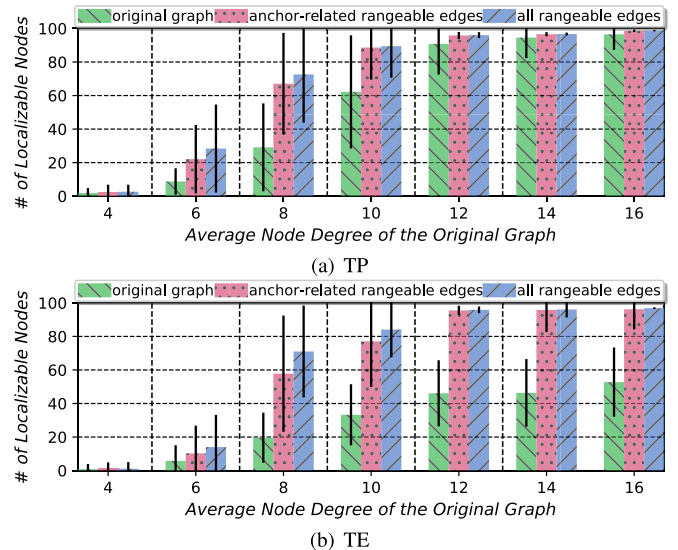 original graph anchor-related rangeable edges all rangeable edges
100
80
60
40
20
0
# of Localizable Nodes
4 6 8 10 12 14 16
Average Node Degree of the Original Graph
(a) TP
original graph anchor-related rangeable edges all rangeable edges
100
80
60
40
20
0
# of Localizable Nodes
4 6 8 10 12 14 16
Average Node Degree of the Original Graph
(b) TE